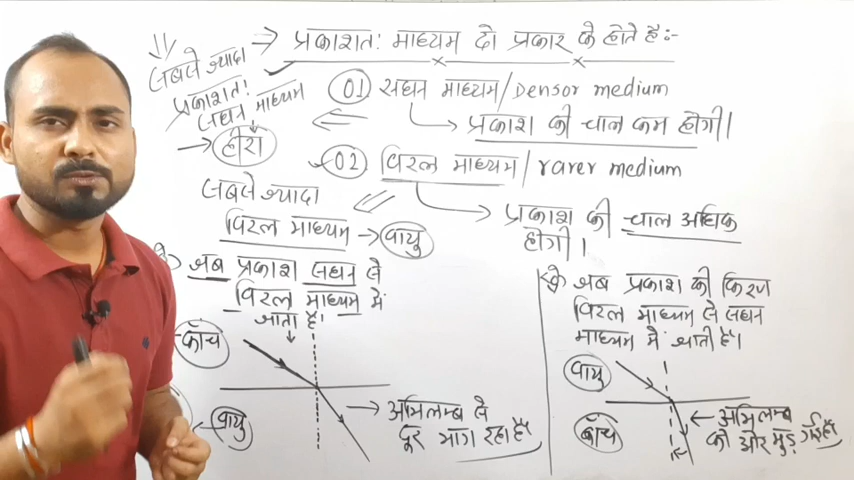 ⇒ प्रकाशत: माध्यम दो प्रकार के होते हैं:-
सबसे ज्यादा
प्रकाशत:
सघन माध्यम
→ हीरा
01 सघन माध्यम/Densor medium
प्रकाश की चाल कम होगी।
02 विरल माध्यम/rarer medium
प्रकाश की चाल अधिक
होगी।
सबसे ज्यादा
विरल माध्यम → वायु
जब प्रकाश सघन से
विरल माध्यम में
जाता है।
काँच
वायु
→ अभिलम्ब से
दूर भाग रहा है
जब प्रकाश की किरण
विरल माध्यम से सघन
माध्यम में जाती है।
वायु
काँच
← अभिलम्ब
की ओर मुड़ गई है